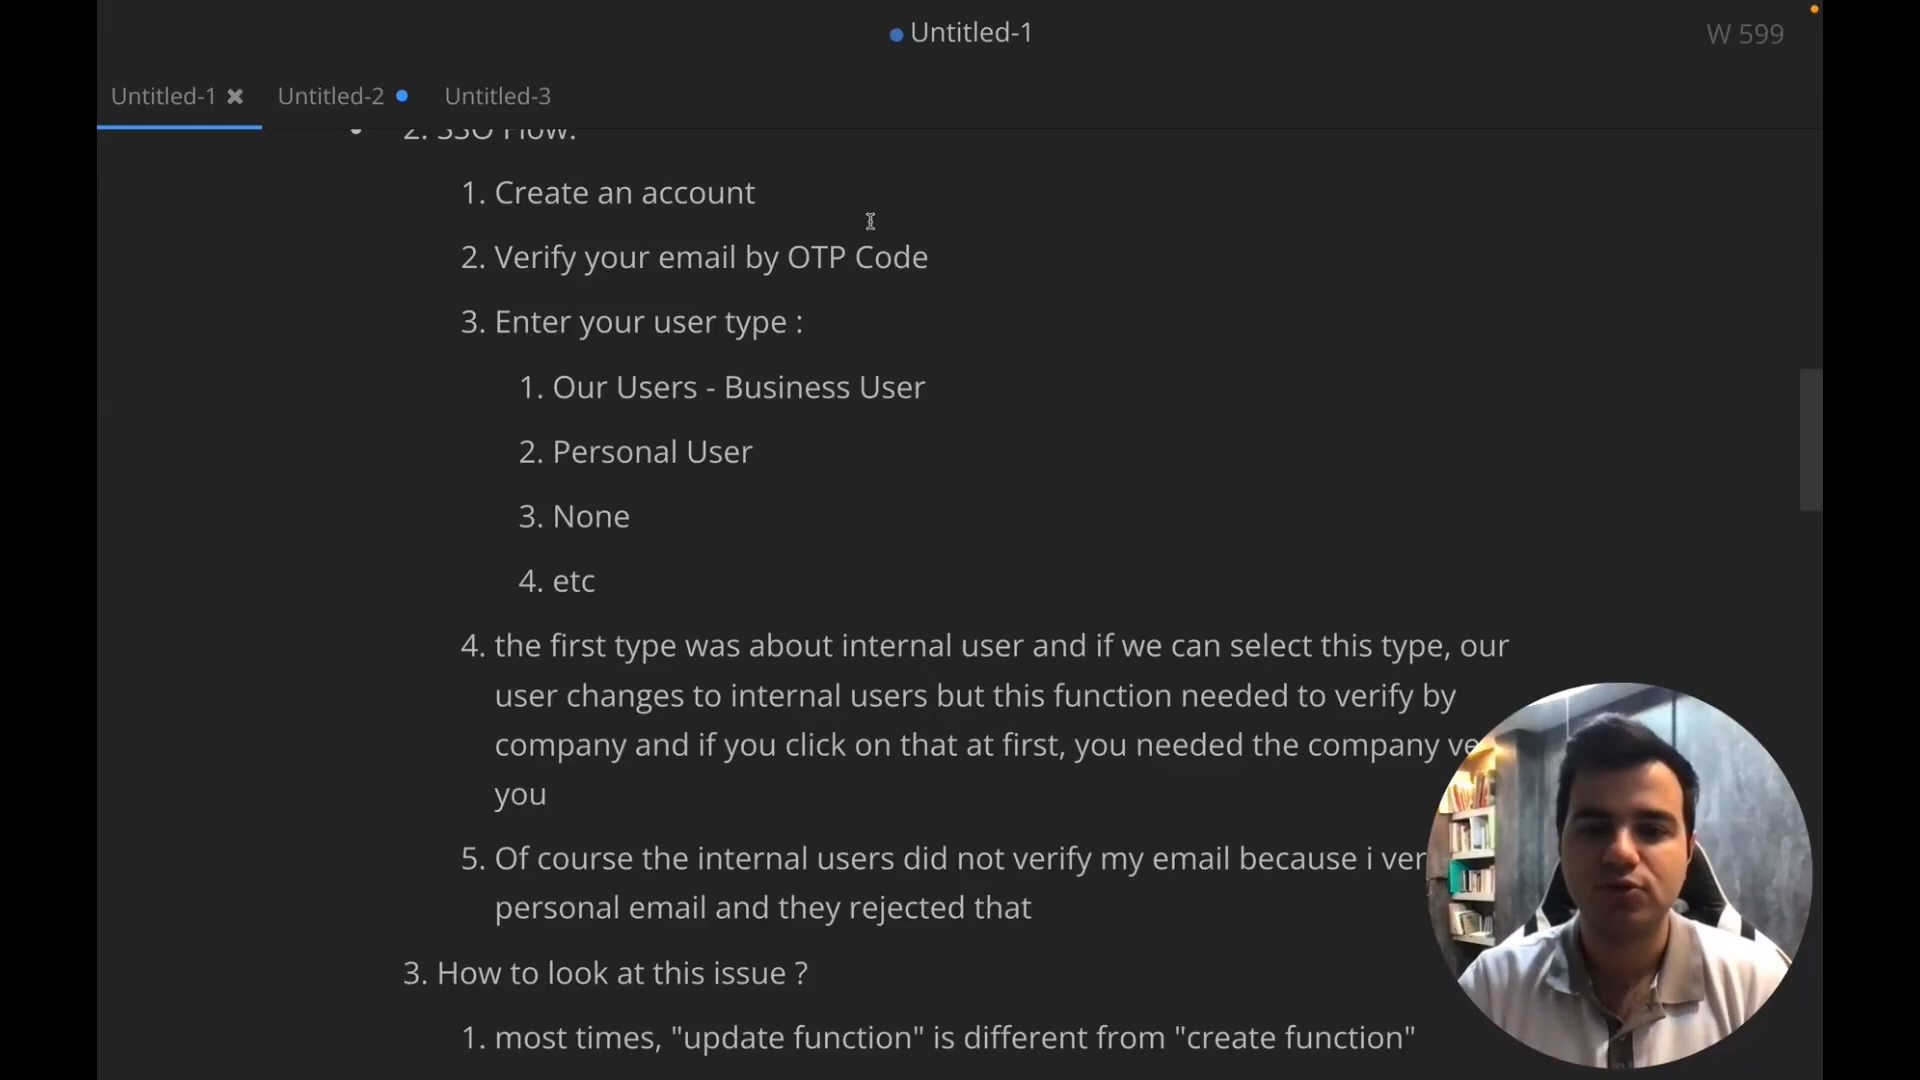 Untitled-1
W 599
Untitled-1 Untitled-2 Untitled-3
2. SSO Flow:
1. Create an account
2. Verify your email by OTP Code
3. Enter your user type :
1. Our Users - Business User
2. Personal User
3. None
4. etc
4. the first type was about internal user and if we can select this type, our
user changes to internal users but this function needed to verify by
company and if you click on that at first, you needed the company ve
you
5. Of course the internal users did not verify my email because i ver
personal email and they rejected that
3. How to look at this issue ?
1. most times, "update function" is different from "create function"